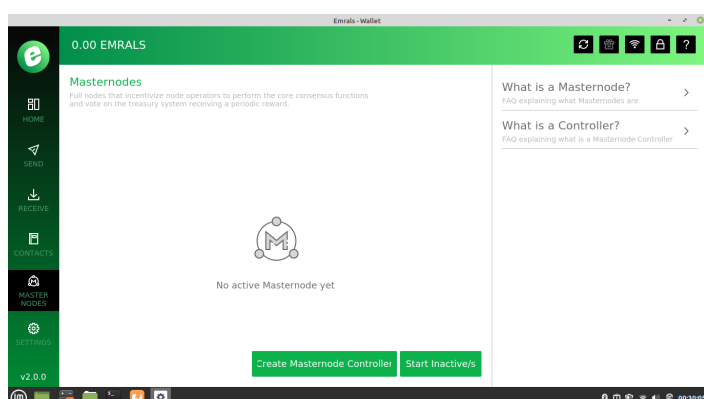 Emrals - Wallet
0.00 EMRALS
?
e
HOME
SEND
RECEIVE
CONTACTS
MASTER
NODES
SETTINGS
v2.0.0
Masternodes
Full nodes that incentivize node operators to perform the core consensus functions
and vote on the treasury system receiving a periodic reward.
M
No active Masternode yet
Create Masternode Controller
Start Inactive/s
What is a Masternode?
FAQ explaining what Masternodes are
What is a Controller?
FAQ explaining what is a Masternode Controller